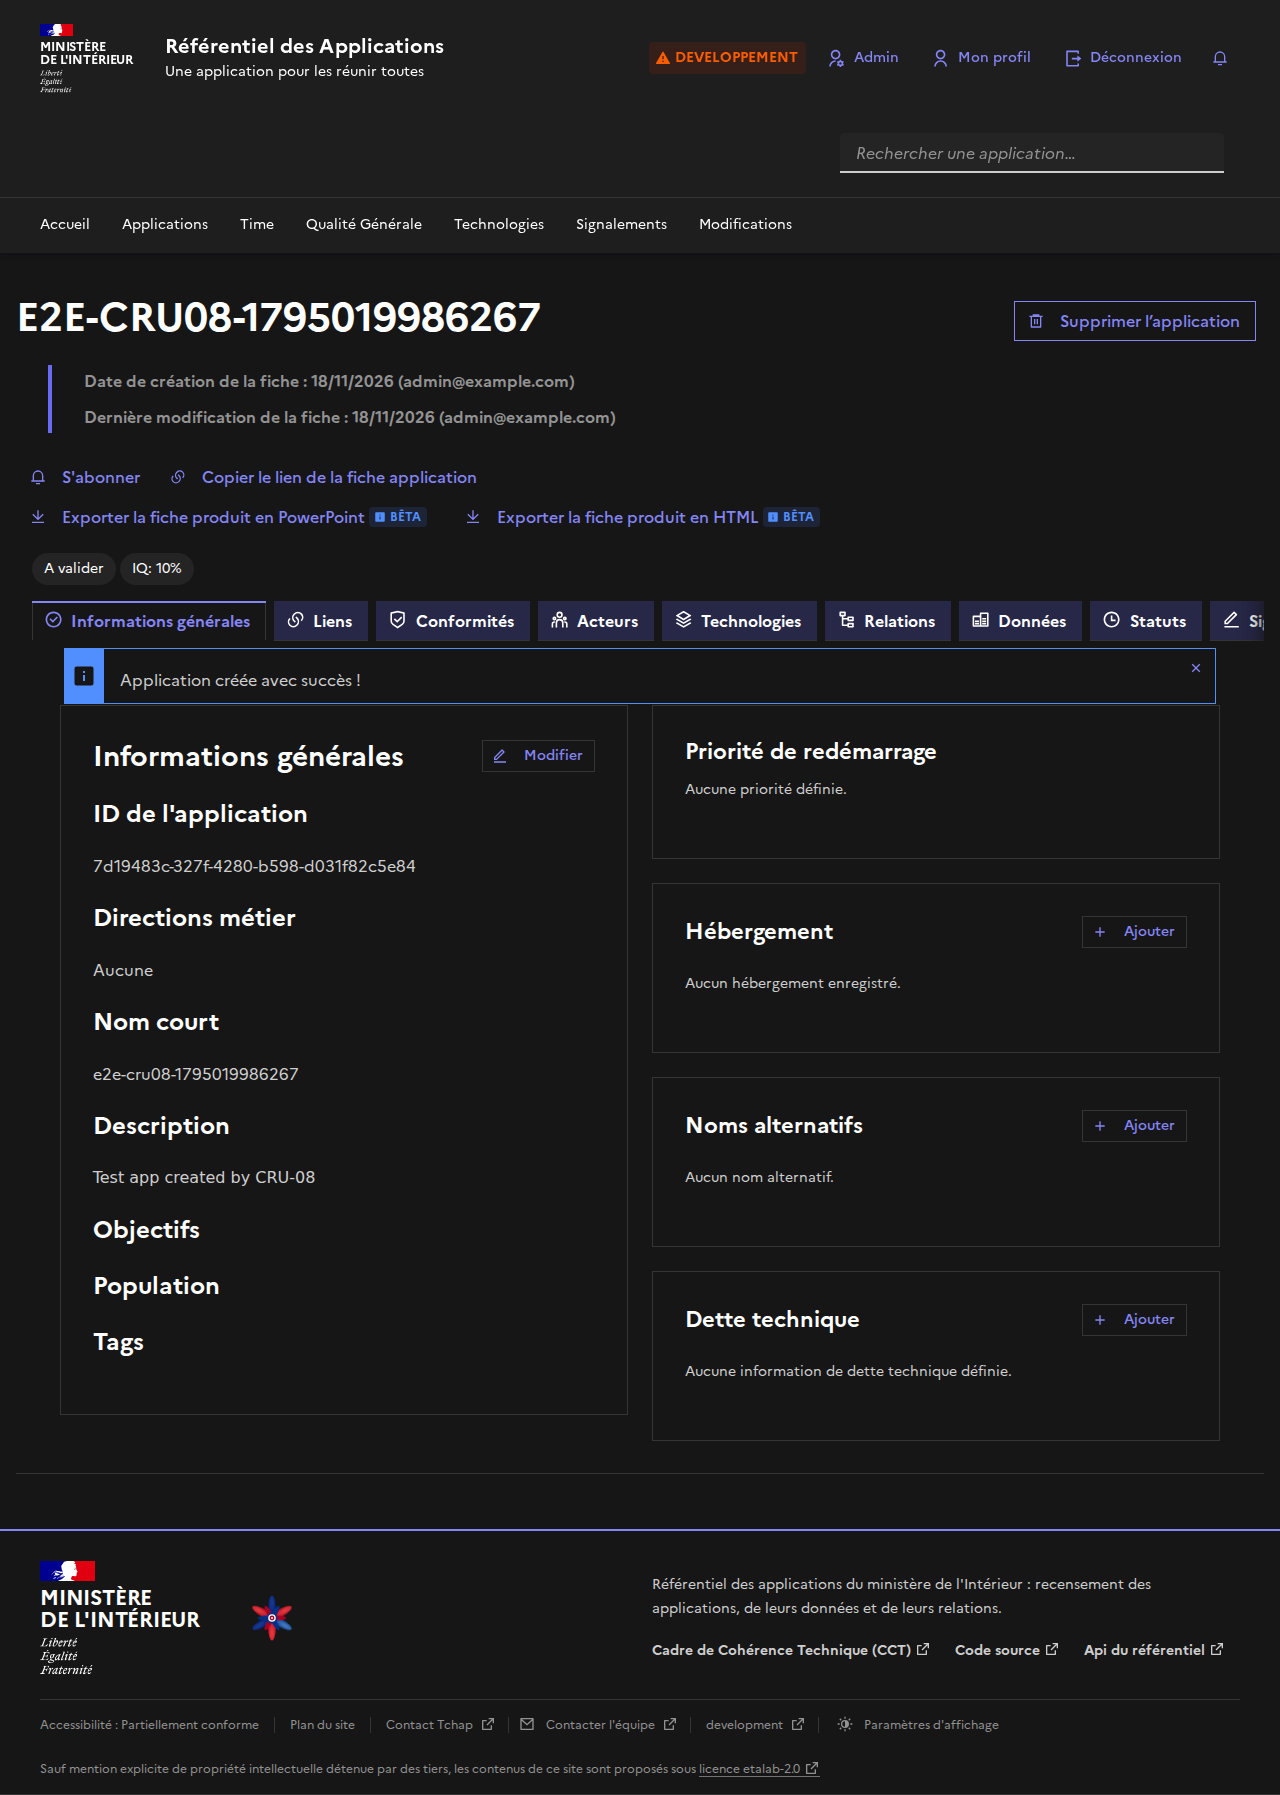 MINISTÈRE
DE L'INTÉRIEUR
Liberté
Égalité
Fraternité
Référentiel des Applications
Une application pour les réunir toutes
DEVELOPPEMENT
Admin
Mon profil
Déconnexion
Rechercher une application…
Accueil
Applications
Time
Qualité Générale
Technologies
Signalements
Modifications
E2E-CRU08-1795019986267
Supprimer l’application
Date de création de la fiche : 18/11/2026 (admin@example.com)
Dernière modification de la fiche : 18/11/2026 (admin@example.com)
S'abonner
Copier le lien de la fiche application
Exporter la fiche produit en PowerPoint BÊTA
Exporter la fiche produit en HTML BÊTA
A valider
IQ: 10%
Informations générales
Liens
Conformités
Acteurs
Technologies
Relations
Données
Statuts
Application créée avec succès !
Informations générales
Modifier
ID de l'application
7d19483c-327f-4280-b598-d031f82c5e84
Directions métier
Aucune
Nom court
e2e-cru08-1795019986267
Description
Test app created by CRU-08
Objectifs
Population
Tags
Priorité de redémarrage
Aucune priorité définie.
Hébergement
Ajouter
Aucun hébergement enregistré.
Noms alternatifs
Ajouter
Aucun nom alternatif.
Dette technique
Ajouter
Aucune information de dette technique définie.
MINISTÈRE
DE L'INTÉRIEUR
Liberté
Égalité
Fraternité
Référentiel des applications du ministère de l'Intérieur : recensement des
applications, de leurs données et de leurs relations.
Cadre de Cohérence Technique (CCT)
Code source
Api du référentiel
Accessibilité : Partiellement conforme
Plan du site
Contact Tchap
Contacter l'équipe
development
Paramètres d'affichage
Sauf mention explicite de propriété intellectuelle détenue par des tiers, les contenus de ce site sont proposés sous licence etalab-2.0